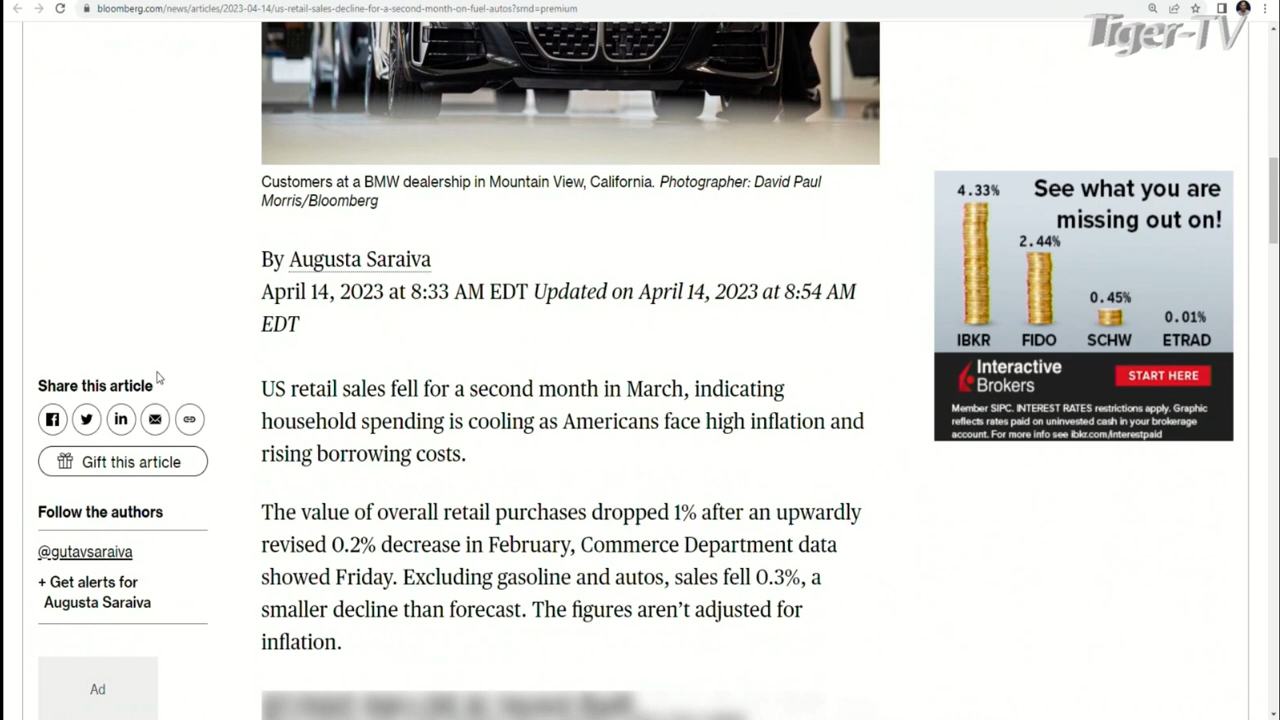 bloomberg.com/news/articles/2023-04-14/us-retail-sales-decline-for-a-second-month-on-fuel-autos?srnd=premium
Tiger-TV
Customers at a BMW dealership in Mountain View, California. Photographer: David Paul
Morris/Bloomberg
By Augusta Saraiva
April 14, 2023 at 8:33 AM EDT Updated on April 14, 2023 at 8:54 AM
EDT
Share this article
Gift this article
Follow the authors
@gutavsaraiva
+ Get alerts for
Augusta Saraiva
Ad
US retail sales fell for a second month in March, indicating
household spending is cooling as Americans face high inflation and
rising borrowing costs.
The value of overall retail purchases dropped 1% after an upwardly
revised 0.2% decrease in February, Commerce Department data
showed Friday. Excluding gasoline and autos, sales fell 0.3%, a
smaller decline than forecast. The figures aren’t adjusted for
inflation.
See what you are
missing out on!
4.33%
2.44%
0.45%
0.01%
IBKR FIDO SCHW ETRAD
Interactive
Brokers
START HERE
Member SIPC. INTEREST RATES restrictions apply. Graphic
reflects rates paid on uninvested cash in your brokerage
account. For more info see ibkr.com/interestpaid